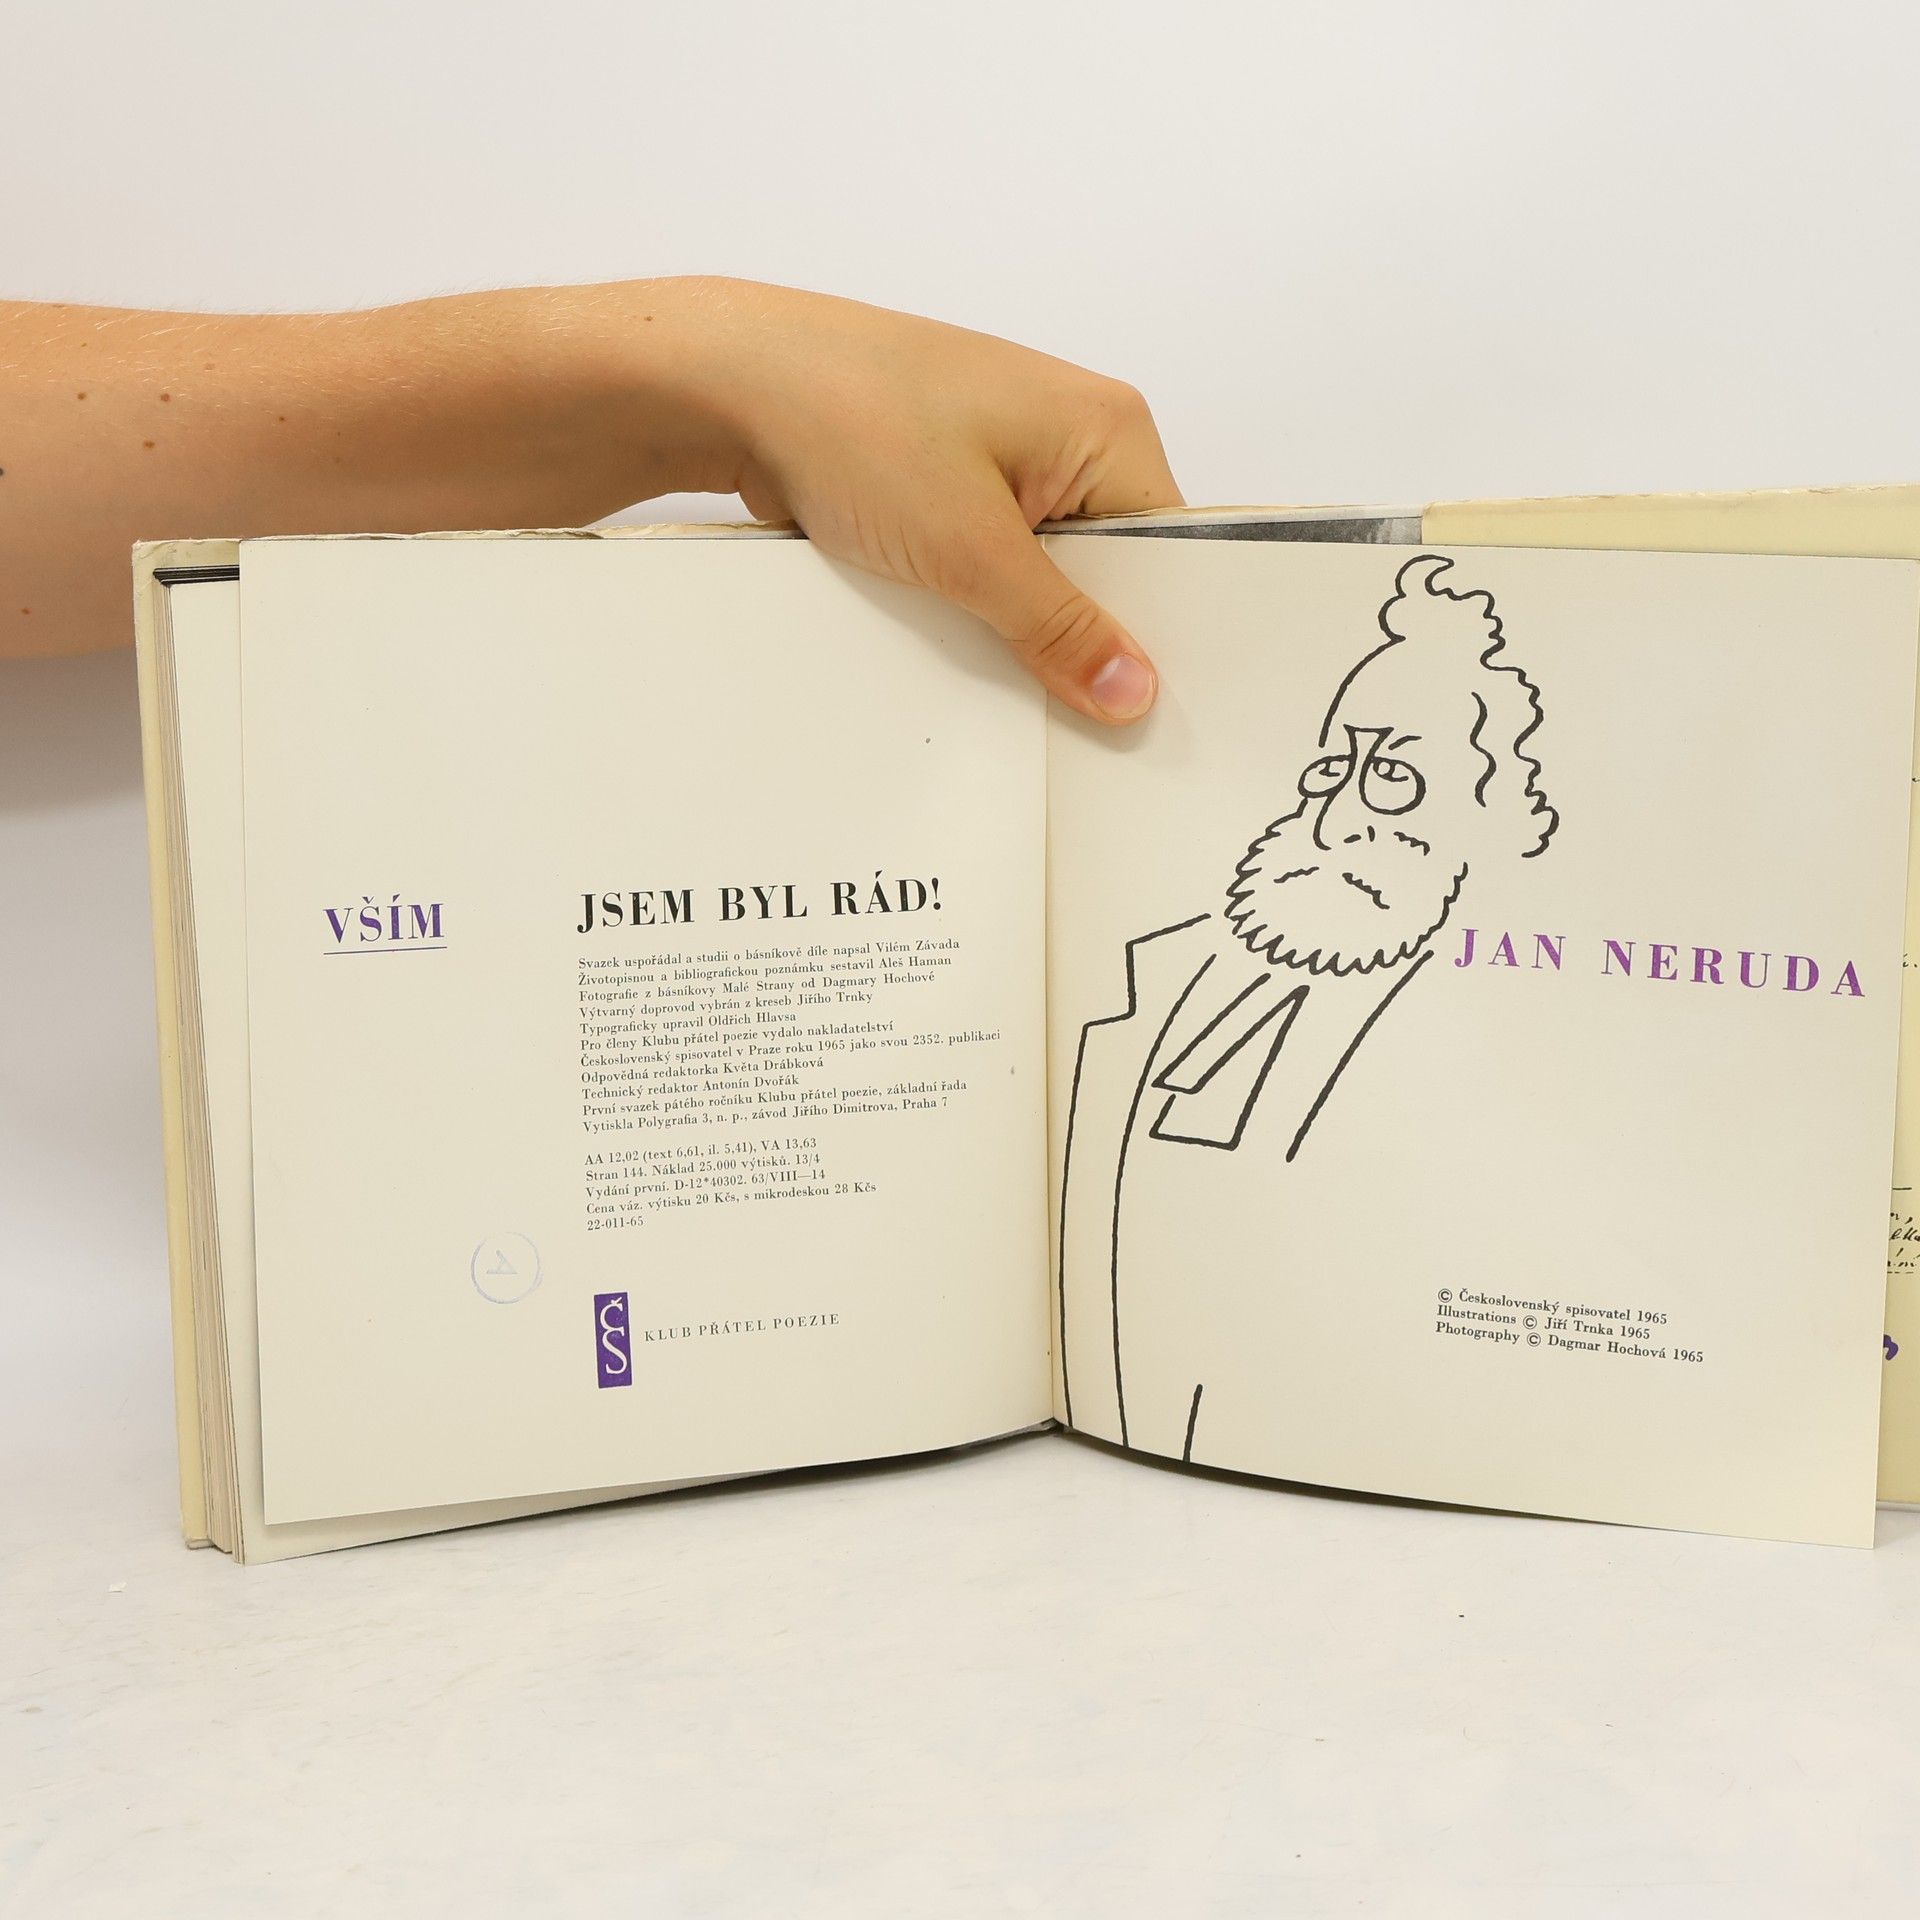 VŠÍM
JSEM BYL RÁD!
Svazek uspořádal a studii o básníkově díle napsal Vilém Závada
Životopisnou a bibliografickou poznámku sestavil Aleš Haman
Fotografie z básníkovy Malé Strany od Dagmary Hochové
Výtvarný doprovod vybrán z kreseb Jiřího Trnky
Typograficky upravil Oldřich Hlavsa
Pro členy Klubu přátel poezie vydalo nakladatelství
Československý spisovatel v Praze roku 1965 jako svou 2352. publikaci
Odpovědná redaktorka Květa Drábková
Technický redaktor Antonín Dvořák
První svazek pátého ročníku Klubu přátel poezie, základní řada
Vytiskla Polygrafia 3, n. p., závod Jiřího Dimitrova, Praha 7
AA 12,02 (text 6,61, il. 5,41), VA 13,63
Stran 144. Náklad 25.000 výtisků. 13/4
Vydání první. D-12*40302. 63/VIII—14
Cena váz. výtisku 20 Kčs, s mikrodeskou 28 Kčs
22-011-65
ČS
KLUB PŘÁTEL POEZIE
JAN NERUDA
© Československý spisovatel 1965
Illustrations © Jiří Trnka 1965
Photography © Dagmar Hochová 1965